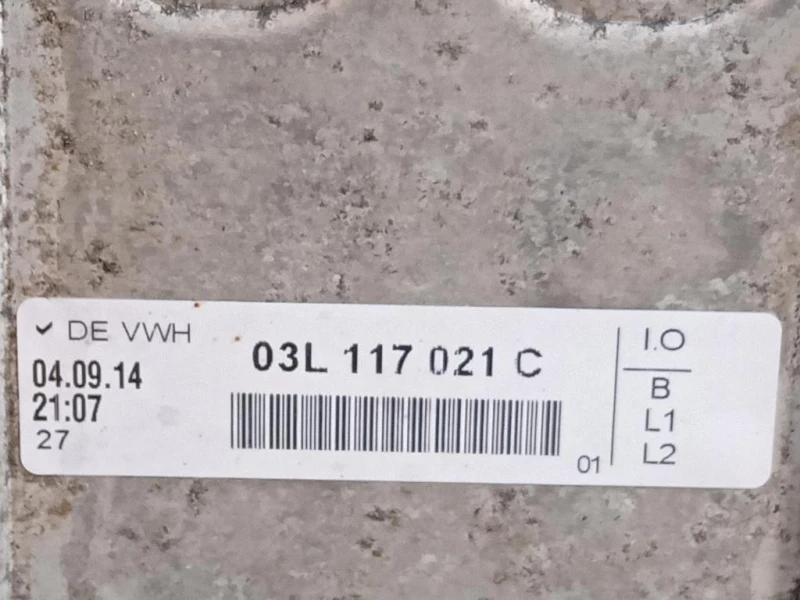 ✓ DE VWH
04.09.14
21:07
27
03L 117 021 C
01
I.O
B
L1
L2